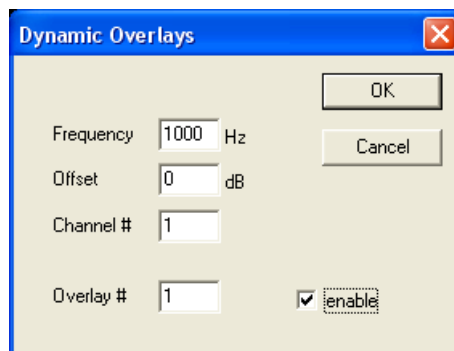 Dynamic Overlays
OK
Frequency 1000 Hz
Cancel
Offset 0 dB
Channel # 1
Overlay # 1 enable